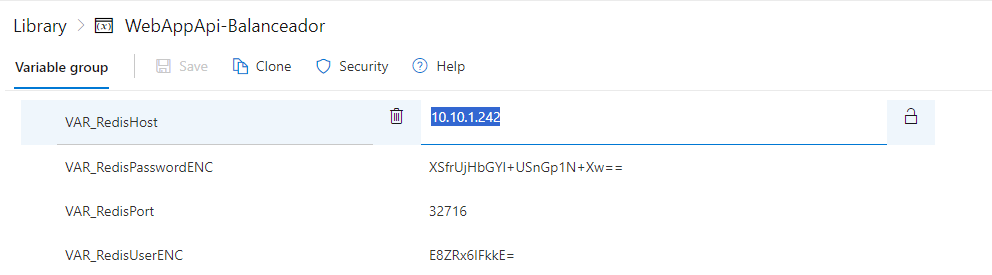 Library > WebAppApi-Balanceador
Variable group Save Clone Security Help
VAR_RedisHost 10.10.1.242
VAR_RedisPasswordENC XSfrUjHbGYI+USnGp1N+Xw==
VAR_RedisPort 32716
VAR_RedisUserENC E8ZRx6IFkkE=